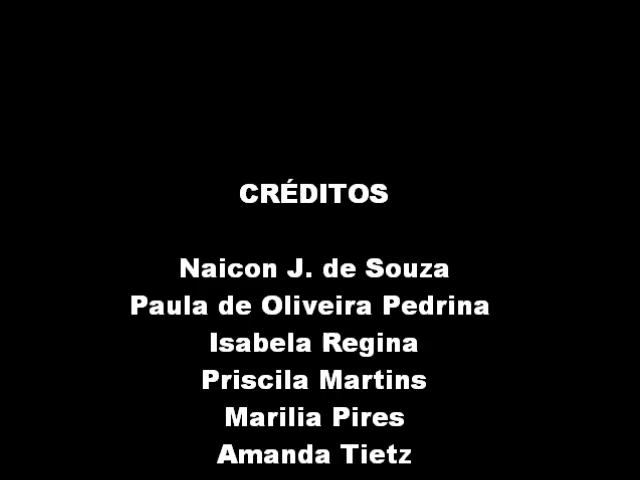 CRÉDITOS
Naicon J. de Souza
Paula de Oliveira Pedrina
Isabela Regina
Priscila Martins
Marilia Pires
Amanda Tietz